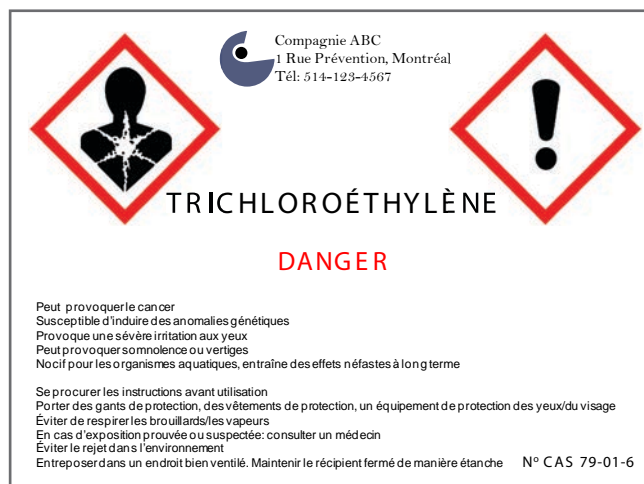 Compagnie ABC
1 Rue Prévention, Montréal
Tél: 514-123-4567
TRICHLOROÉTHYLÈNE
DANGER
Peut provoquer le cancer
Susceptible d'induire des anomalies génétiques
Provoque une sévère irritation aux yeux
Peut provoquer somnolence ou vertiges
Nocif pour les organismes aquatiques, entraîne des effets néfastes à long terme
Se procurer les instructions avant utilisation
Porter des gants de protection, des vêtements de protection, un équipement de protection des yeux/du visage
Éviter de respirer les brouillards/les vapeurs
En cas d'exposition prouvée ou suspectée: consulter un médecin
Éviter le rejet dans l'environnement
Entreposer dans un endroit bien ventilé. Maintenir le récipient fermé de manière étanche Nº CAS 79-01-6